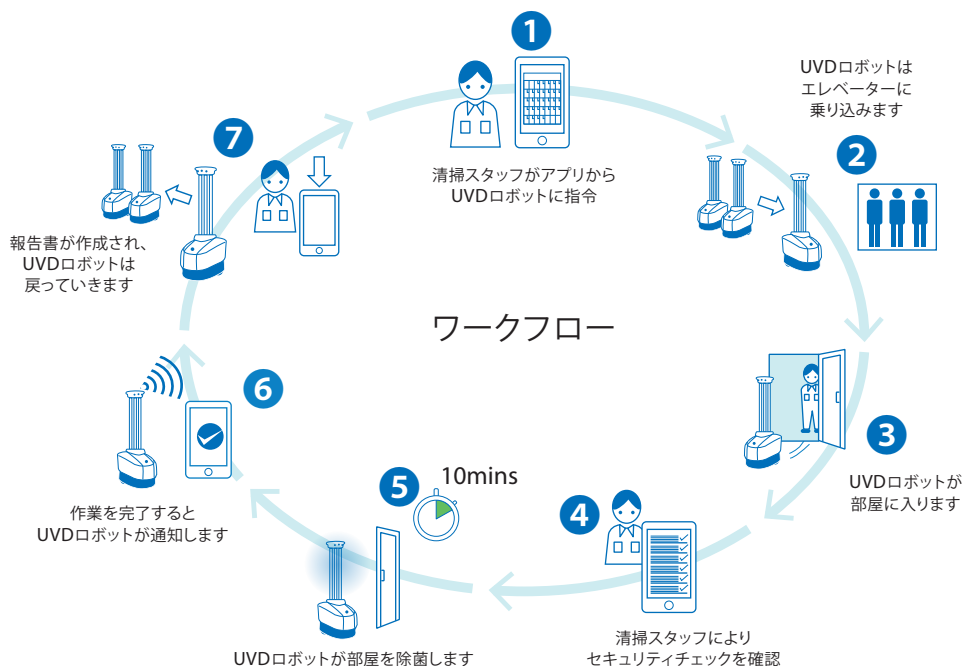 ワークフロー
1
清掃スタッフがアプリから
UVDロボットに指令
UVDロボットは
エレベーターに
乗り込みます
2
3
UVDロボットが
部屋に入ります
4
清掃スタッフにより
セキュリティチェックを確認
5
10mins
UVDロボットが部屋を除菌します
6
作業を完了すると
UVDロボットが通知します
7
報告書が作成され、
UVDロボットは
戻っていきます